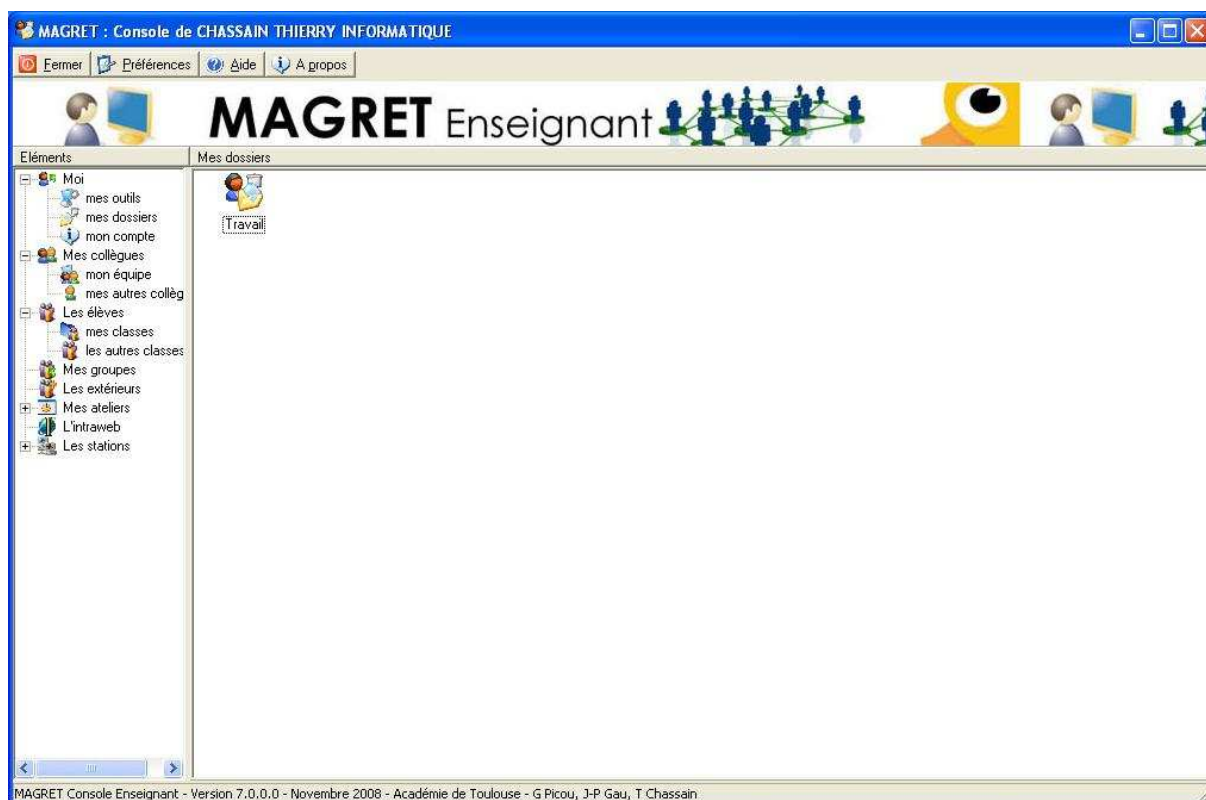 MAGRET : Console de CHASSAIN THIERRY INFORMATIQUE
Fermer Préférences Aide A propos
MAGRET Enseignant
Eléments Mes dossiers
Moi
mes outils
mes dossiers
mon compte
Mes collègues
mon équipe
mes autres collèg
Les élèves
mes classes
les autres classes
Mes groupes
Les extérieurs
Mes ateliers
L'intraweb
Les stations
Travail
MAGRET Console Enseignant - Version 7.0.0.0 - Novembre 2008 - Académie de Toulouse - G Picou, J-P Gau, T Chassain